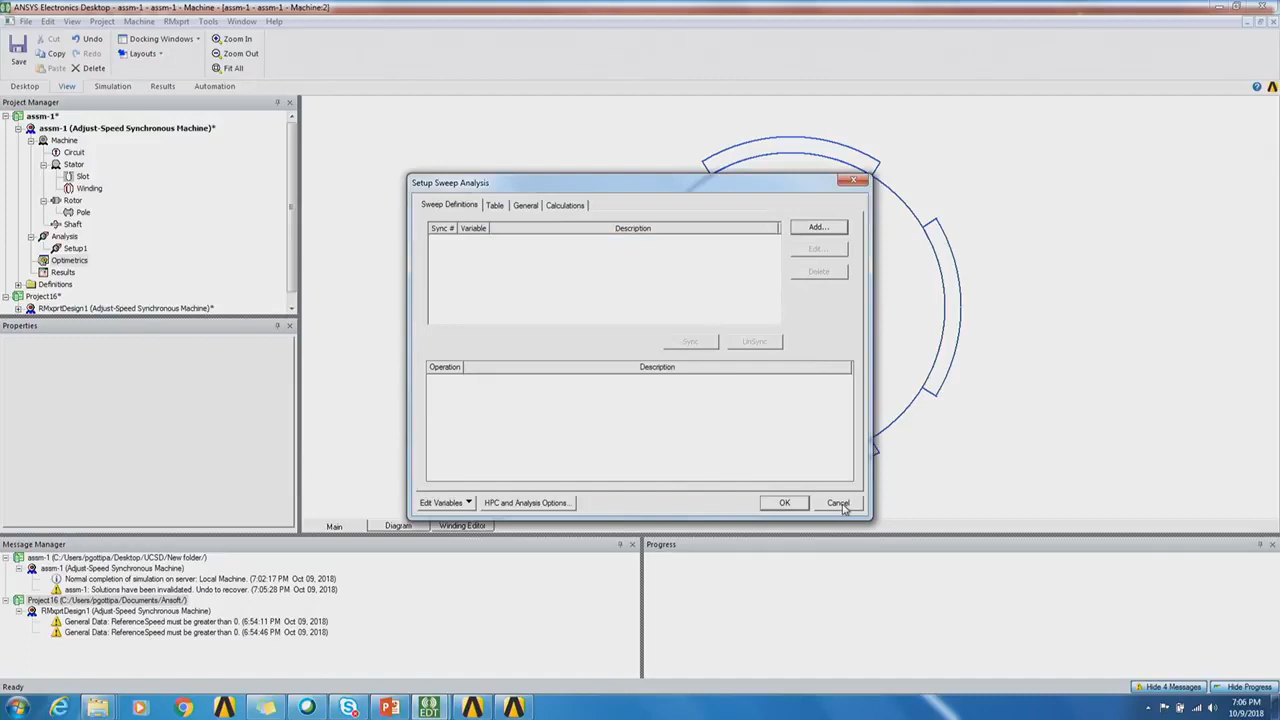 ANSYS Electronics Desktop - assm-1 - assm-1 - Machine - [assm-1 - assm-1 - Machine:2]
File Edit View Project Machine RMxprt Tools Window Help
Save
Cut
Copy
Paste
Undo
Redo
Delete
Docking Windows
Layouts
Zoom In
Zoom Out
Fit All
Desktop View Simulation Results Automation
Project Manager
assm-1*
assm-1 (Adjust-Speed Synchronous Machine)*
Machine
Circuit
Stator
Slot
Winding
Rotor
Pole
Shaft
Analysis
Setup1
Optimetrics
Results
Definitions
Project16*
RMxprtDesign1 (Adjust-Speed Synchronous Machine)*
Properties
Setup Sweep Analysis
Sweep Definitions Table General Calculations
Sync # Variable Description
Add...
Edit...
Delete
Sync UnSync
Operation Description
Edit Variables HPC and Analysis Options... OK Cancel
Main Diagram Winding Editor
Message Manager
assm-1 (C:/Users/pgottipa/Desktop/UCSD/New folder/)
assm-1 (Adjust-Speed Synchronous Machine)
Normal completion of simulation on server: Local Machine. (7:02:17 PM Oct 09, 2018)
assm-1: Solutions have been invalidated. Undo to recover. (7:05:28 PM Oct 09, 2018)
Project16 (C:/Users/pgottipa/Documents/Ansoft/)
RMxprtDesign1 (Adjust-Speed Synchronous Machine)
General Data: ReferenceSpeed must be greater than 0. (6:54:11 PM Oct 09, 2018)
General Data: ReferenceSpeed must be greater than 0. (6:54:46 PM Oct 09, 2018)
Progress
Ready
Hide 4 Messages Hide Progress
EDT
7:06 PM
10/9/2018